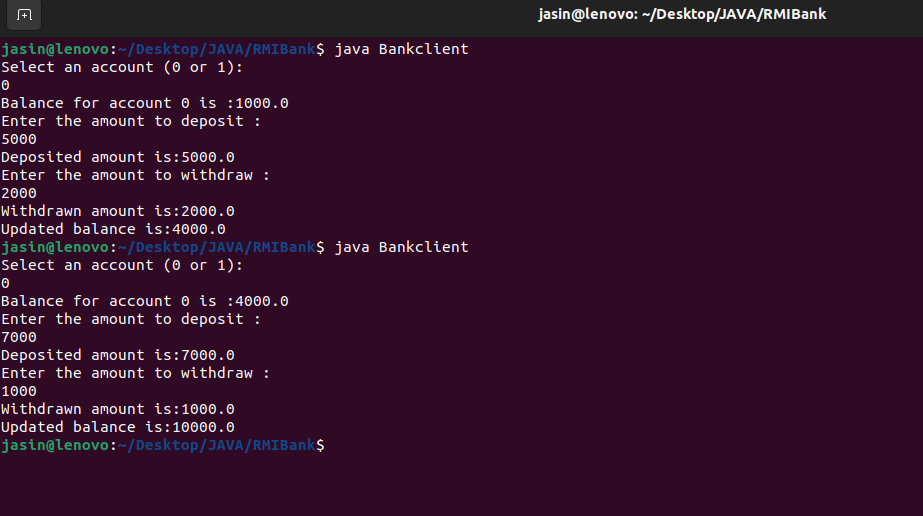 jasin@lenovo: ~/Desktop/JAVA/RMIBank
jasin@lenovo:~/Desktop/JAVA/RMIBank$ java Bankclient
Select an account (0 or 1):
0
Balance for account 0 is :1000.0
Enter the amount to deposit :
5000
Deposited amount is:5000.0
Enter the amount to withdraw :
2000
Withdrawn amount is:2000.0
Updated balance is:4000.0
jasin@lenovo:~/Desktop/JAVA/RMIBank$ java Bankclient
Select an account (0 or 1):
0
Balance for account 0 is :4000.0
Enter the amount to deposit :
7000
Deposited amount is:7000.0
Enter the amount to withdraw :
1000
Withdrawn amount is:1000.0
Updated balance is:10000.0
jasin@lenovo:~/Desktop/JAVA/RMIBank$